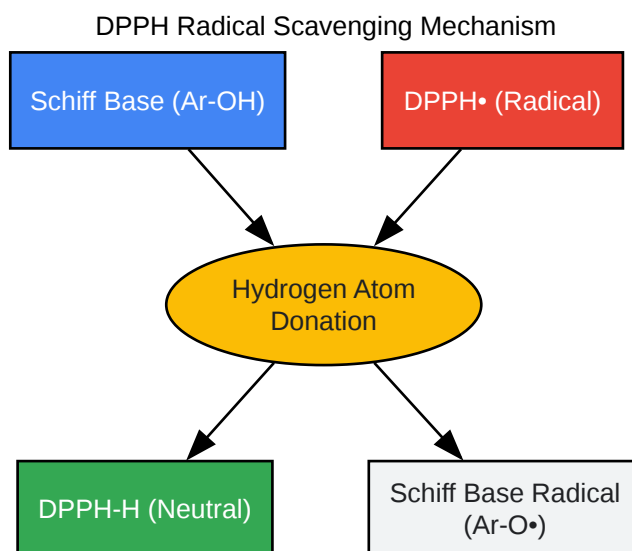 DPPH Radical Scavenging Mechanism
Schiff Base (Ar-OH)
DPPH• (Radical)
Hydrogen Atom
Donation
DPPH-H (Neutral)
Schiff Base Radical
(Ar-O•)